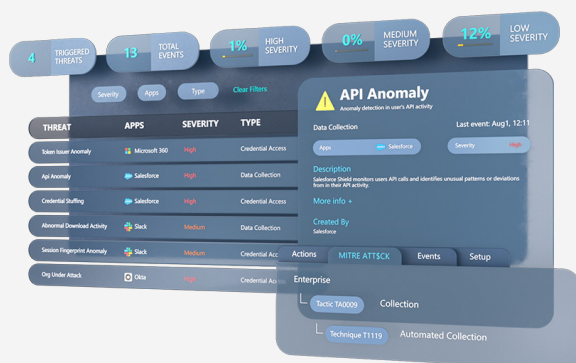 4 TRIGGERED THREATS
13 TOTAL EVENTS
1% HIGH SEVERITY
0% MEDIUM SEVERITY
12% LOW SEVERITY
Severity Apps Type Clear Filters
THREAT APPS SEVERITY TYPE
Token Issuer Anomaly Microsoft 360 High Credential Access
Api Anomaly Salesforce High Data Collection
Credential Stuffing Salesforce High Credential Access
Abnormal Download Activity Slack Medium Data Collection
Session Fingerprint Anomaly Slack Medium Credential Acc
Org Under Attack Okta High Credential Access
API Anomaly
Anomaly detection in user's API activity
Data Collection Last event: Aug1, 12:11
Apps Salesforce Severity High
Description
Salesforce Shield monitors users API calls and identifies unusual patterns or deviations
from in their API activity.
More info +
Created By
Salesforce
Actions MITRE ATT$CK Events Setup
Enterprise
Tactic TA0009 Collection
Technique T1119 Automated Collection